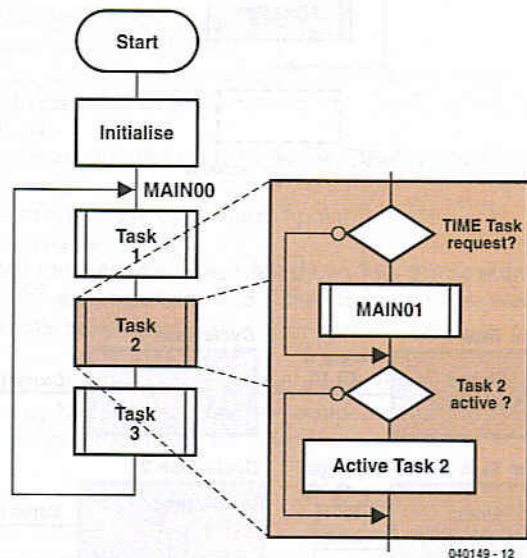 Start
Initialise
MAIN00
Task
1
Task
2
Task
3
TIME Task
request?
MAIN01
Task 2
active ?
Active Task 2
040149 - 12